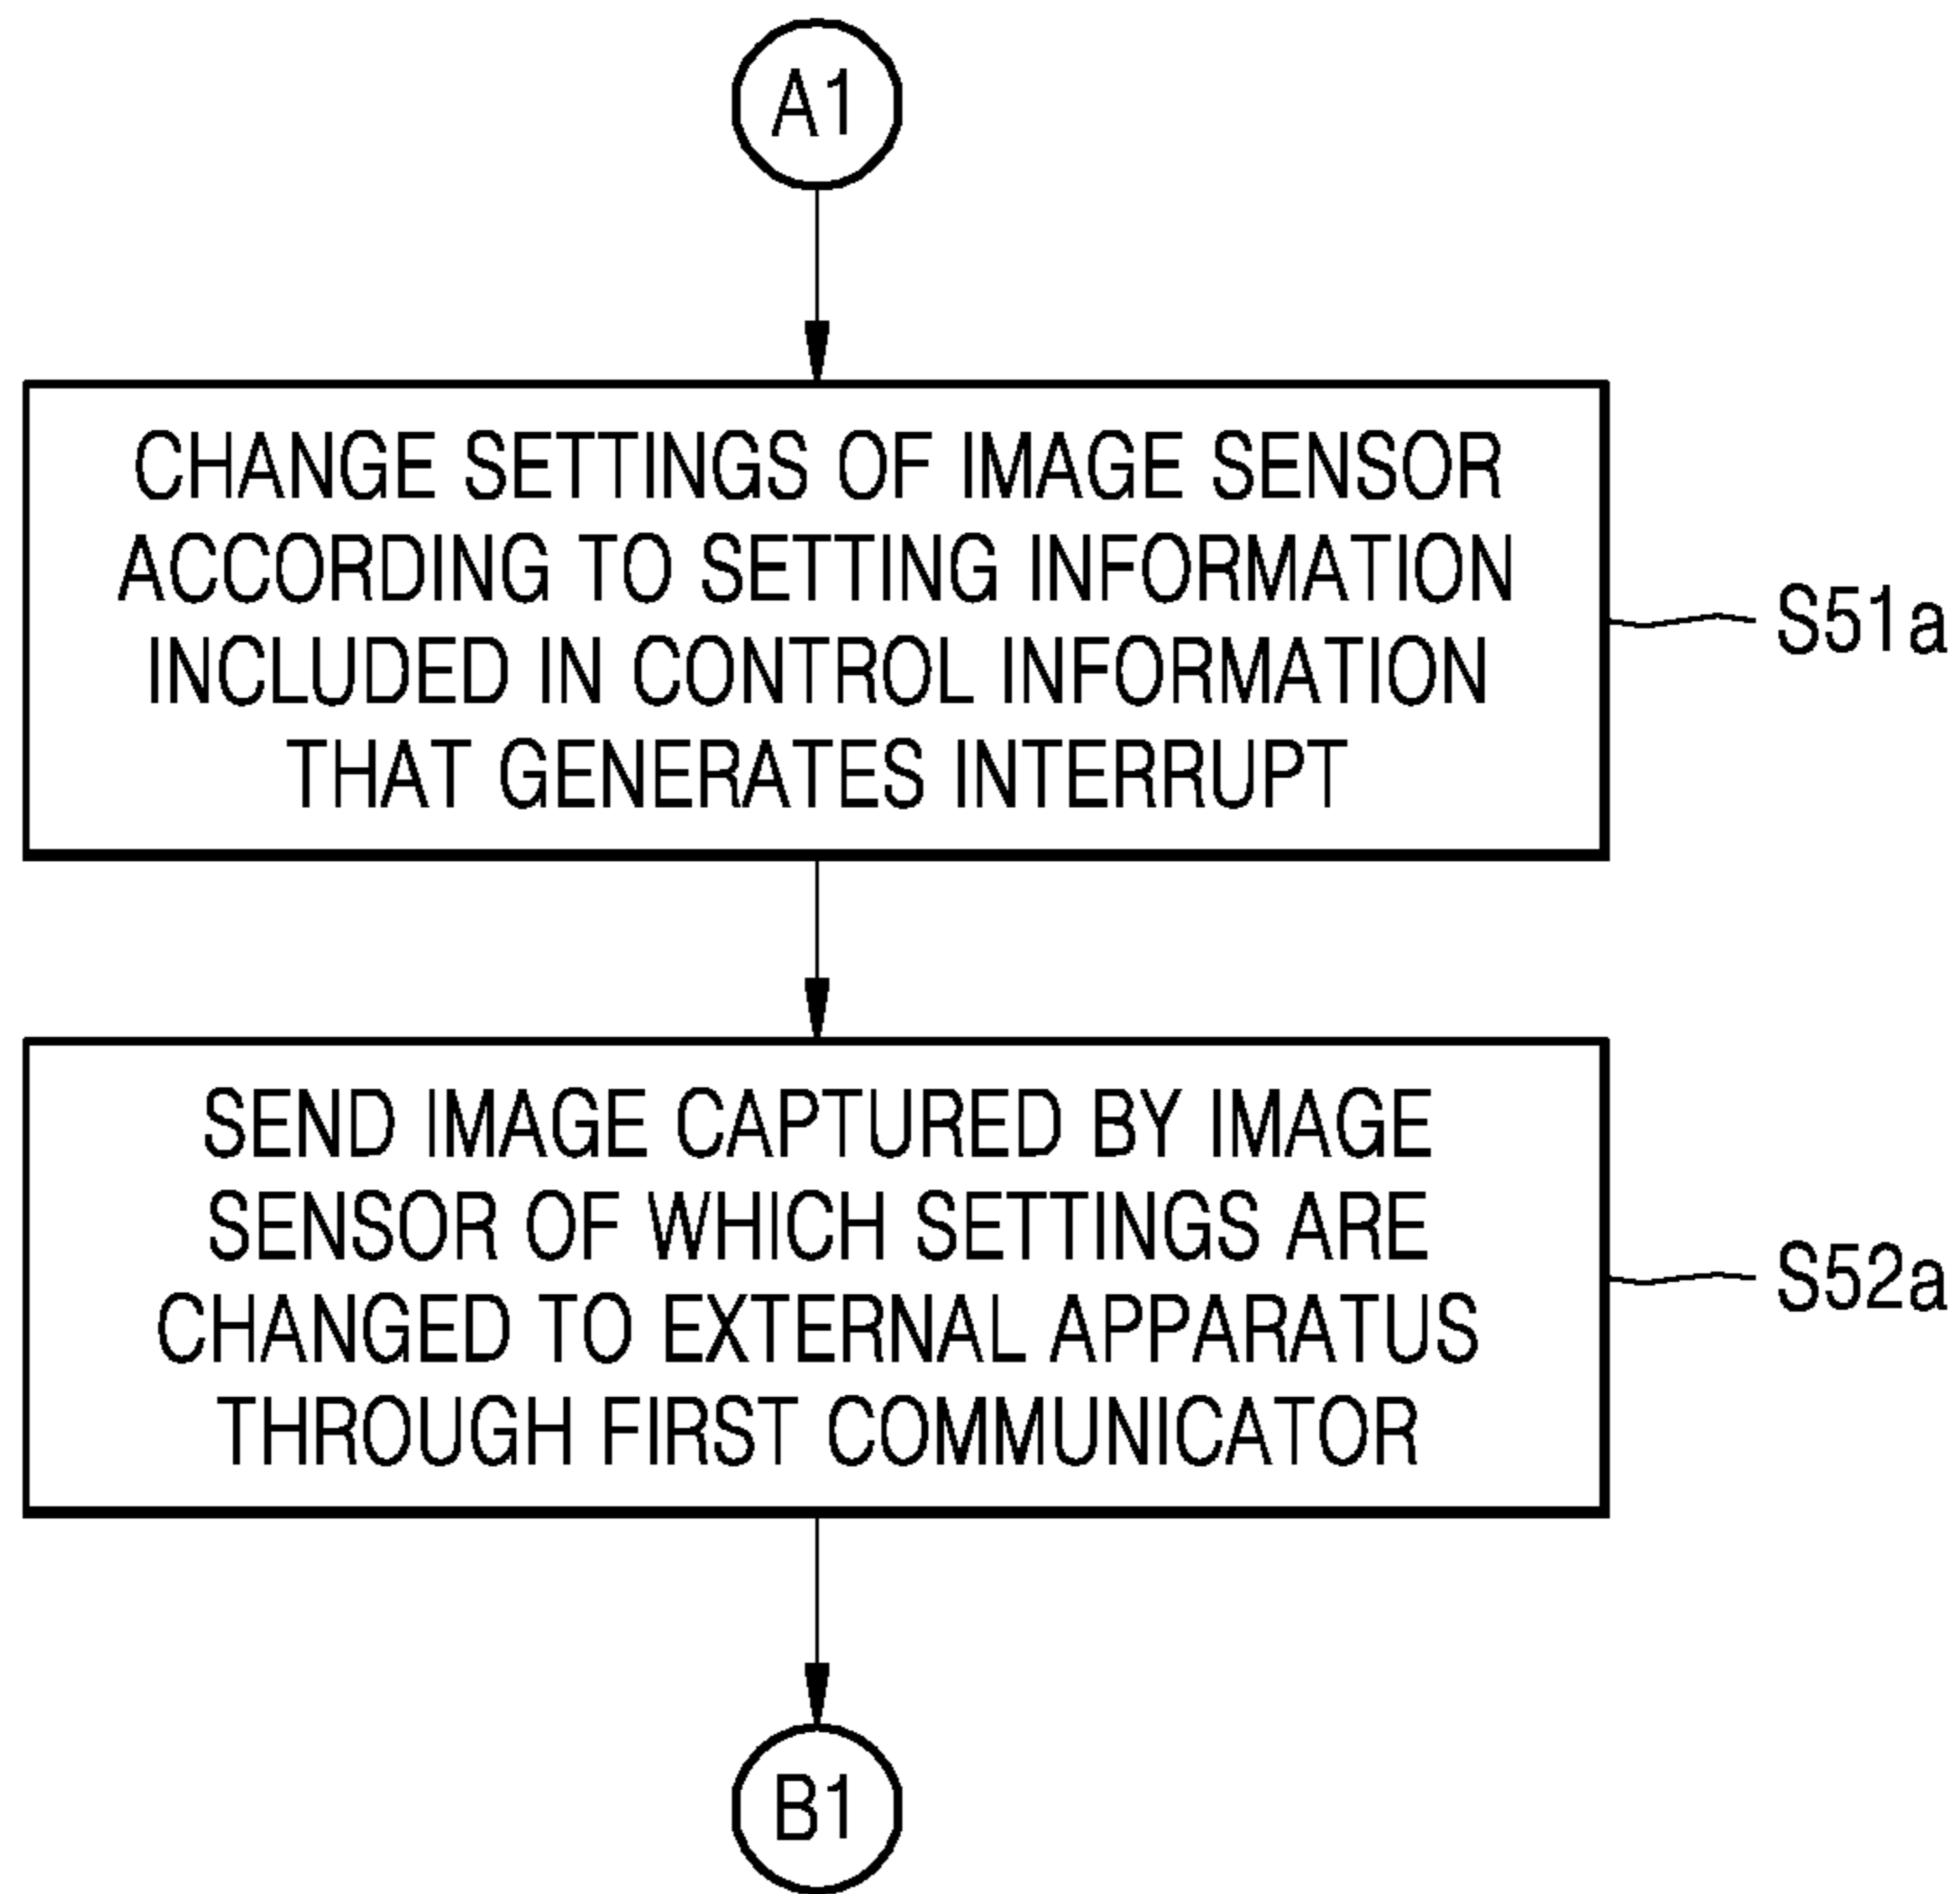 A1
CHANGE SETTINGS OF IMAGE SENSOR
ACCORDING TO SETTING INFORMATION
INCLUDED IN CONTROL INFORMATION
THAT GENERATES INTERRUPT
S51a
SEND IMAGE CAPTURED BY IMAGE
SENSOR OF WHICH SETTINGS ARE
CHANGED TO EXTERNAL APPARATUS
THROUGH FIRST COMMUNICATOR
S52a
B1